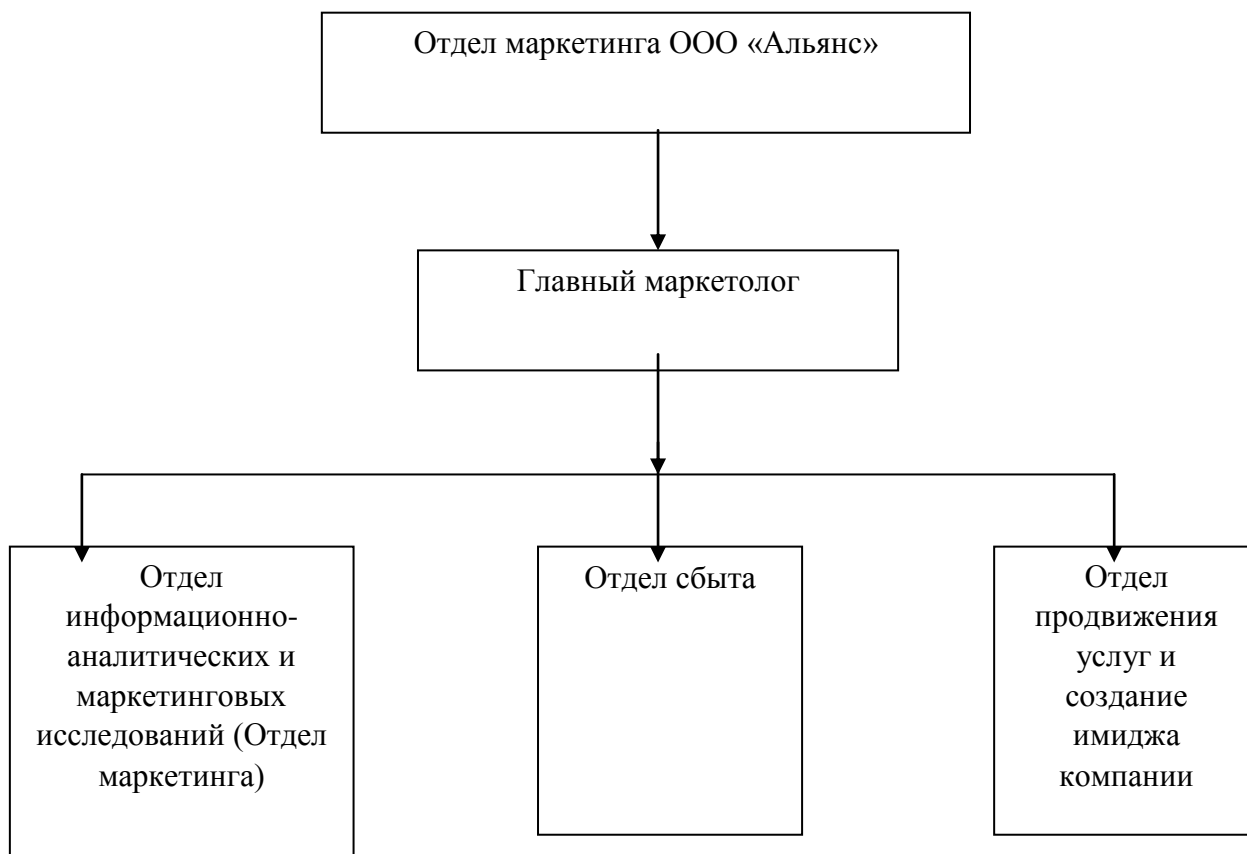 Отдел маркетинга ООО «Альянс»
Главный маркетолог
Отдел
информационно-
аналитических и
маркетинговых
исследований (Отдел
маркетинга)
Отдел сбыта
Отдел
продвижения
услуг и
создание
имиджа
компании